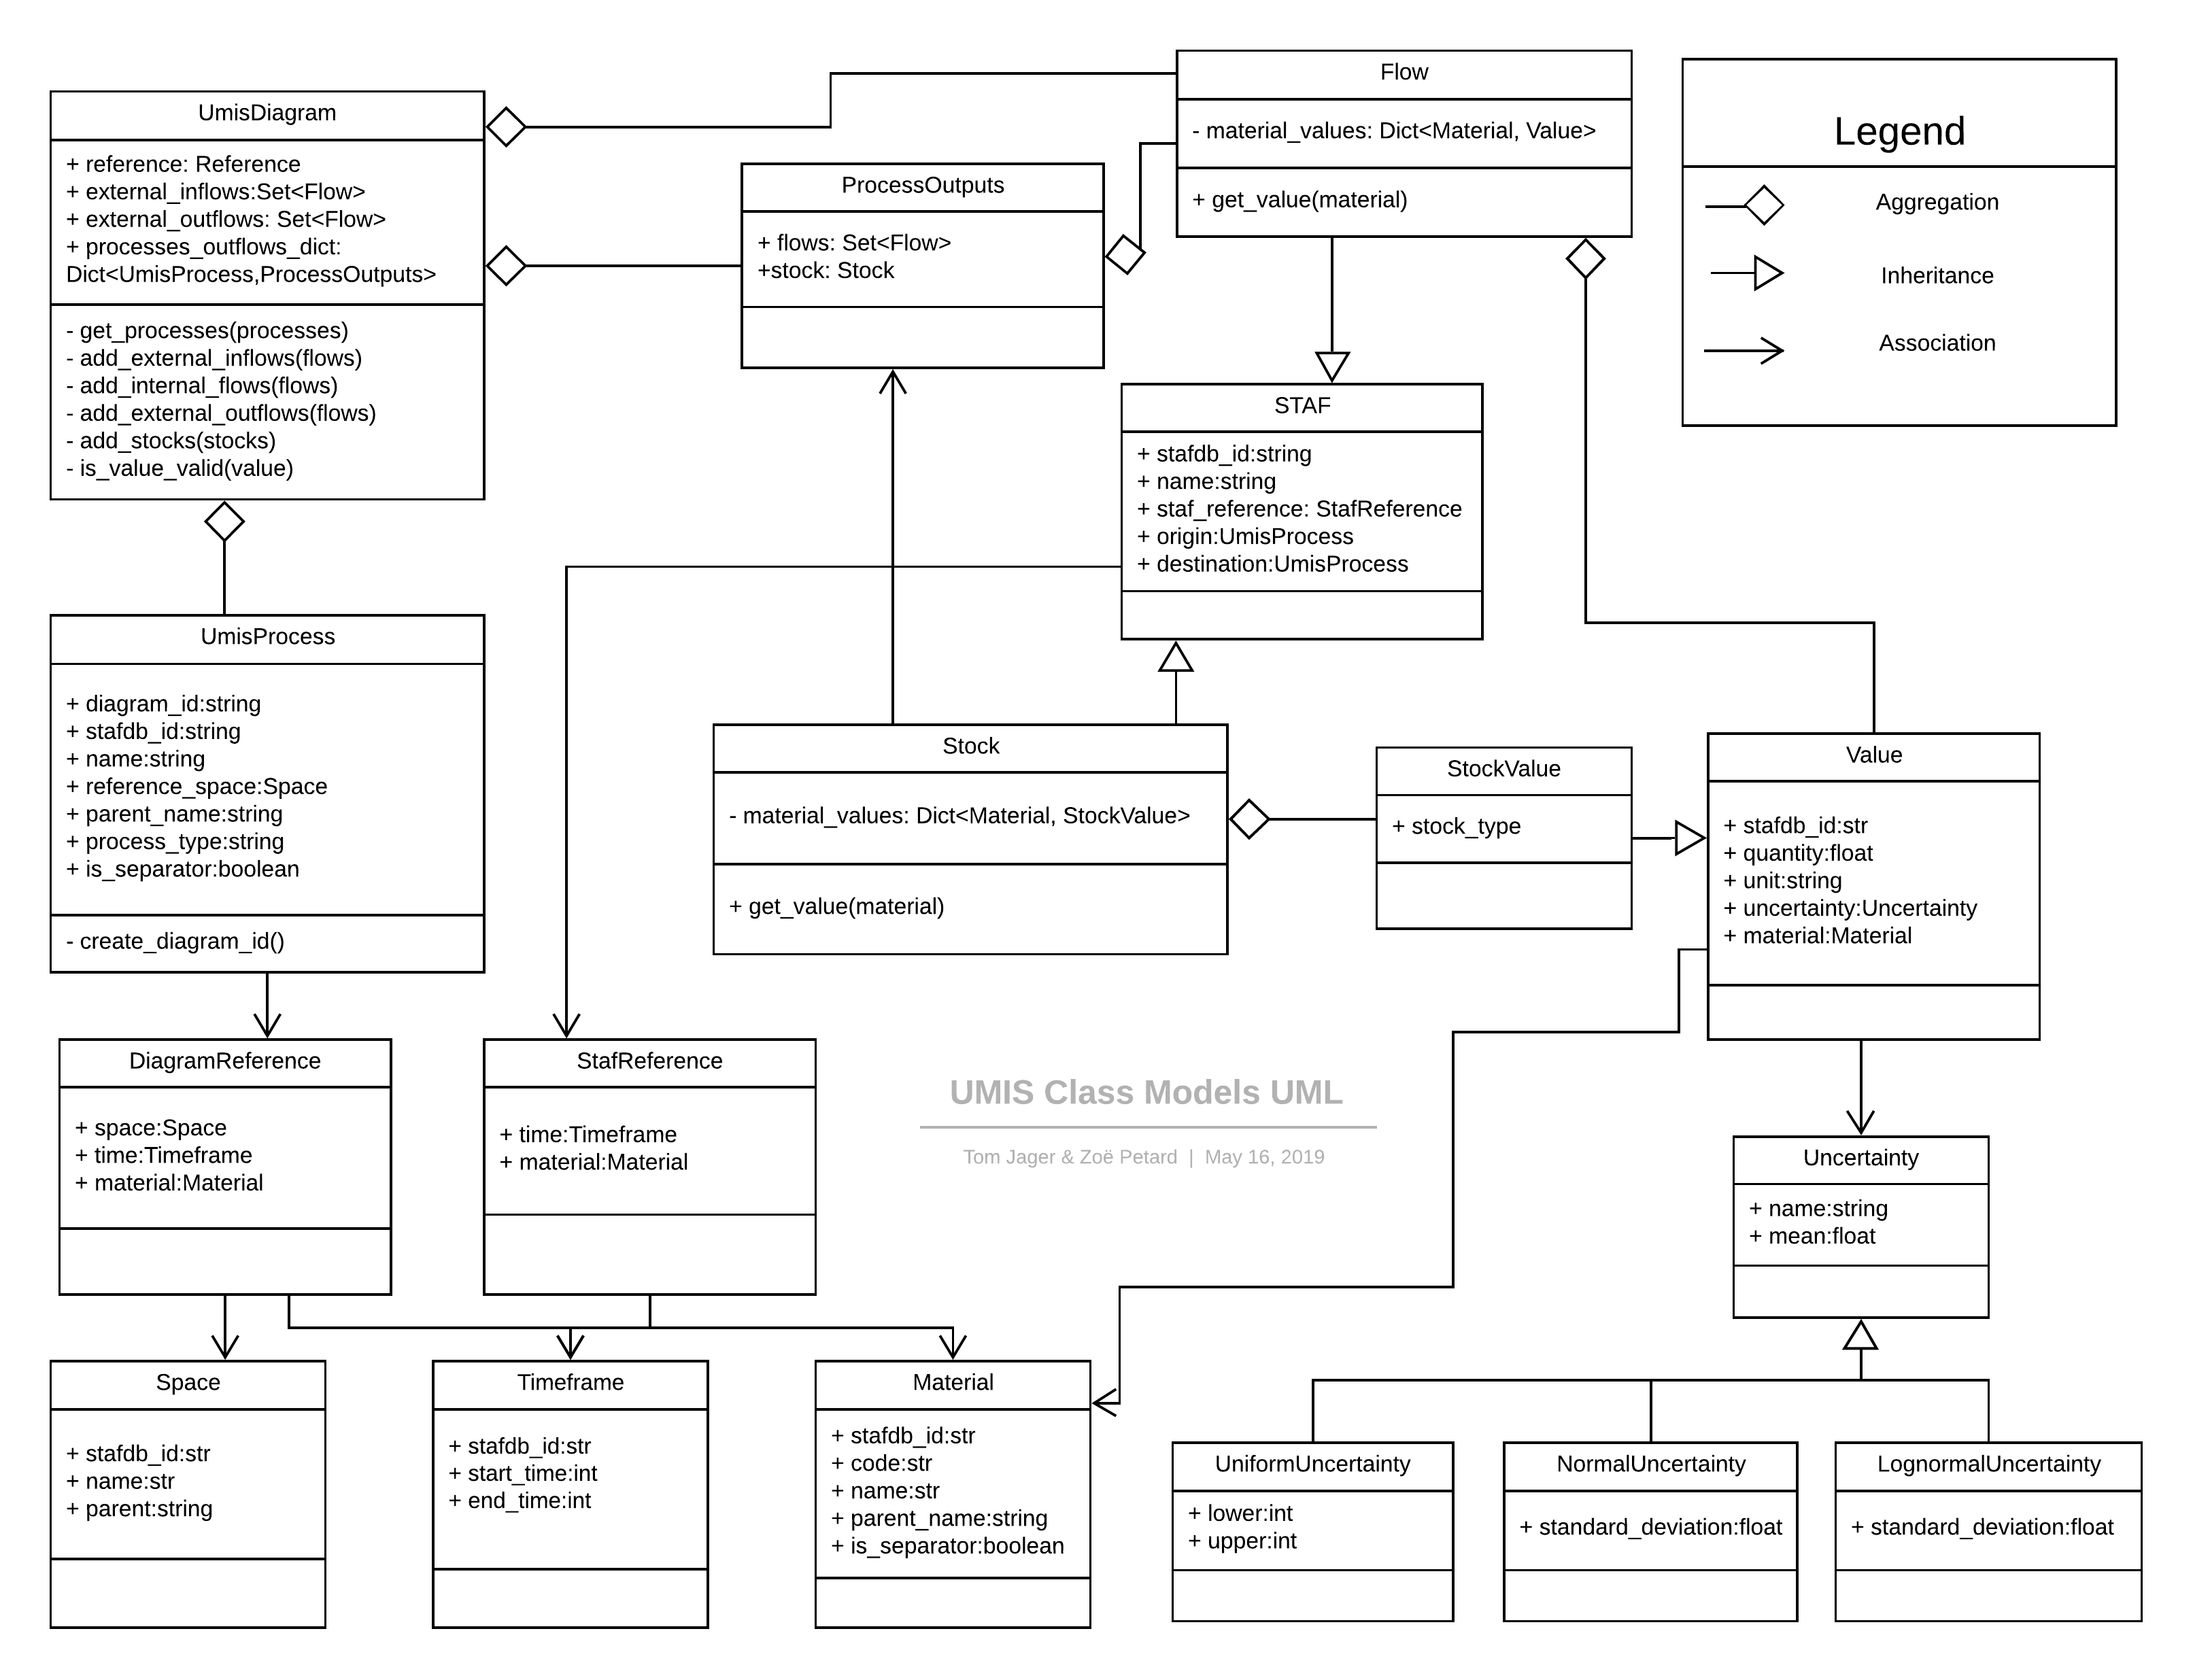 UmisDiagram
+ reference: Reference
+ external_inflows:Set<Flow>
+ external_outflows: Set<Flow>
+ processes_outflows_dict:
Dict<UmisProcess,ProcessOutputs>
- get_processes(processes)
- add_external_inflows(flows)
- add_internal_flows(flows)
- add_external_outflows(flows)
- add_stocks(stocks)
- is_value_valid(value)
ProcessOutputs
+ flows: Set<Flow>
+stock: Stock
Flow
- material_values: Dict<Material, Value>
+ get_value(material)
Legend
Aggregation
Inheritance
Association
STAF
+ stafdb_id:string
+ name:string
+ staf_reference: StafReference
+ origin:UmisProcess
+ destination:UmisProcess
UmisProcess
+ diagram_id:string
+ stafdb_id:string
+ name:string
+ reference_space:Space
+ parent_name:string
+ process_type:string
+ is_separator:boolean
- create_diagram_id()
Stock
- material_values: Dict<Material, StockValue>
+ get_value(material)
StockValue
+ stock_type
Value
+ stafdb_id:str
+ quantity:float
+ unit:string
+ uncertainty:Uncertainty
+ material:Material
DiagramReference
+ space:Space
+ time:Timeframe
+ material:Material
StafReference
+ time:Timeframe
+ material:Material
UMIS Class Models UML
Tom Jager & Zoë Petard | May 16, 2019
Uncertainty
+ name:string
+ mean:float
Space
+ stafdb_id:str
+ name:str
+ parent:string
Timeframe
+ stafdb_id:str
+ start_time:int
+ end_time:int
Material
+ stafdb_id:str
+ code:str
+ name:str
+ parent_name:string
+ is_separator:boolean
UniformUncertainty
+ lower:int
+ upper:int
NormalUncertainty
+ standard_deviation:float
LognormalUncertainty
+ standard_deviation:float